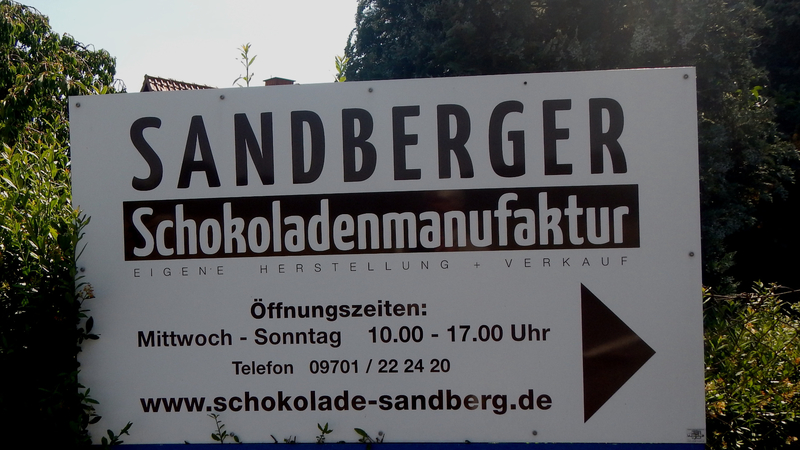 SANDBERGER
Schokoladenmanufaktur
EIGENE HERSTELLUNG + VERKAUF
Öffnungszeiten:
Mittwoch - Sonntag 10.00 - 17.00 Uhr
Telefon 09701 / 22 24 20
www.schokolade-sandberg.de